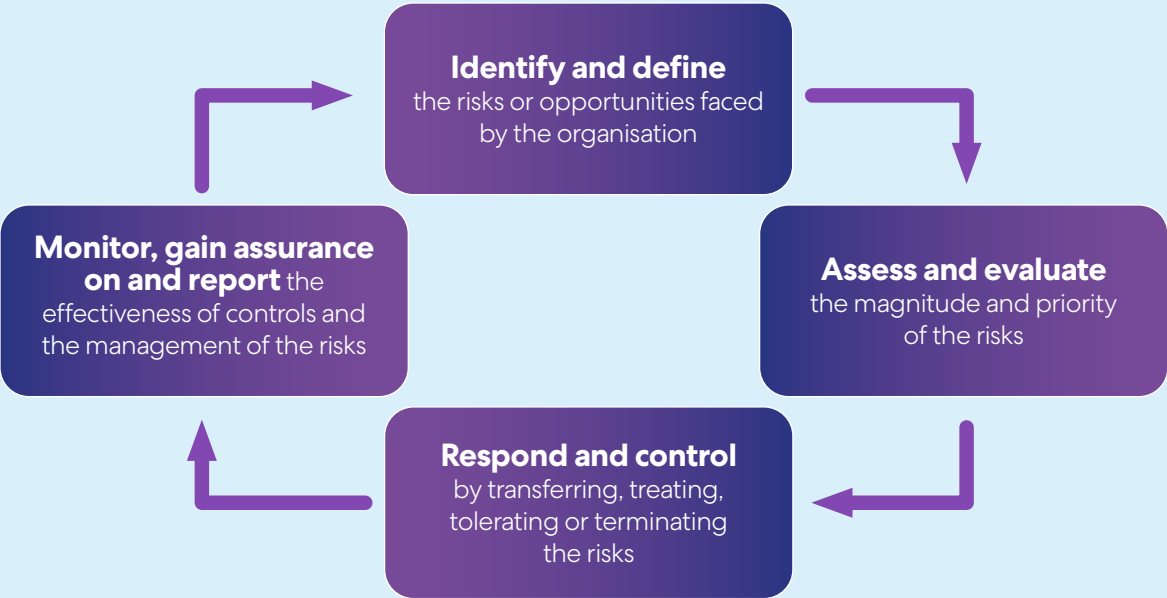 Identify and define
the risks or opportunities faced
by the organisation
Assess and evaluate
the magnitude and priority
of the risks
Respond and control
by transferring, treating,
tolerating or terminating
the risks
Monitor, gain assurance
on and report the
effectiveness of controls and
the management of the risks